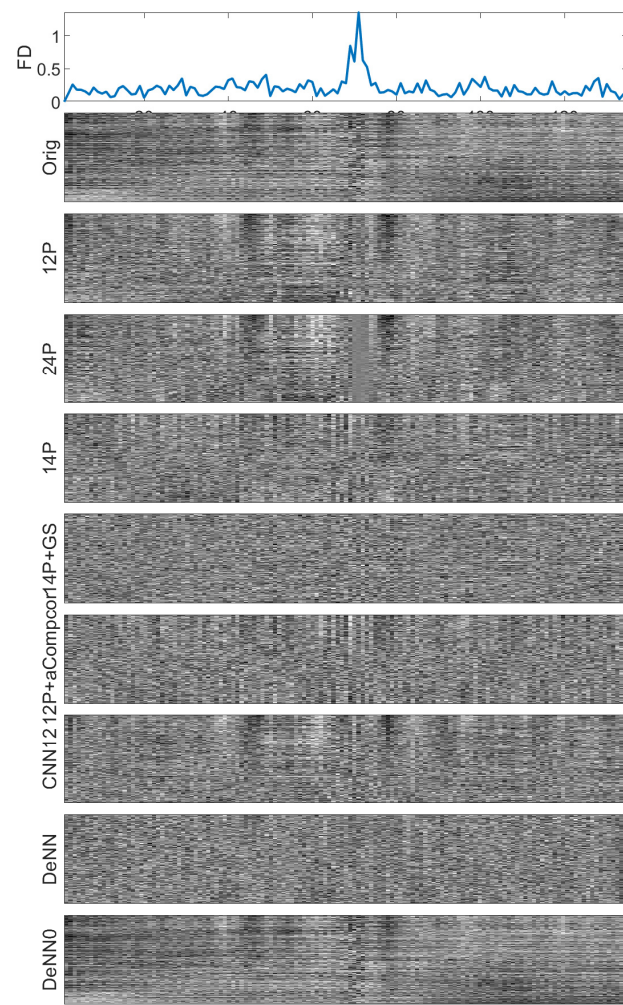 FD
1
0.5
0
Orig
12P
24P
14P
14P+GS
12P+aCompcor
CNN12
DeNN
DeNN0